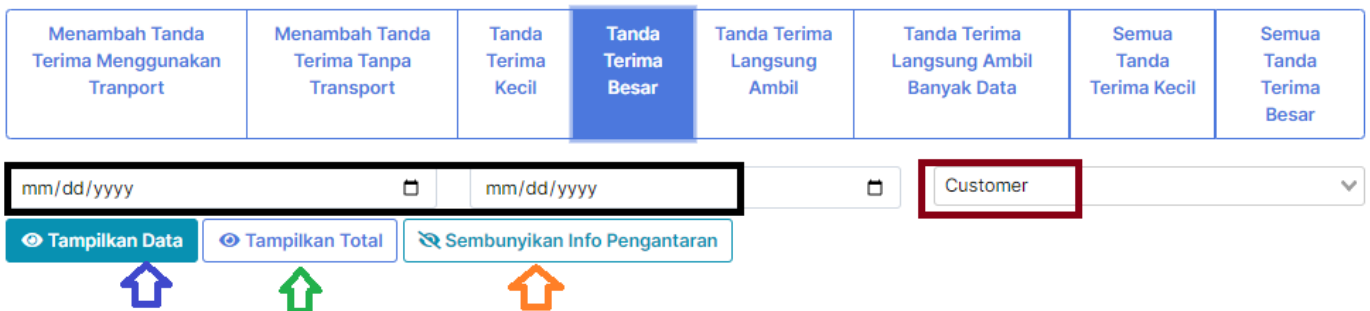 Menambah Tanda
Terima Menggunakan
Tranport
Menambah Tanda
Terima Tanpa
Transport
Tanda
Terima
Kecil
Tanda
Terima
Besar
Tanda Terima
Langsung
Ambil
Tanda Terima
Langsung Ambil
Banyak Data
Semua
Tanda
Terima Kecil
Semua
Tanda
Terima
Besar
mm/dd/yyyy
mm/dd/yyyy
Customer
Tampilkan Data
Tampilkan Total
Sembunyikan Info Pengantaran